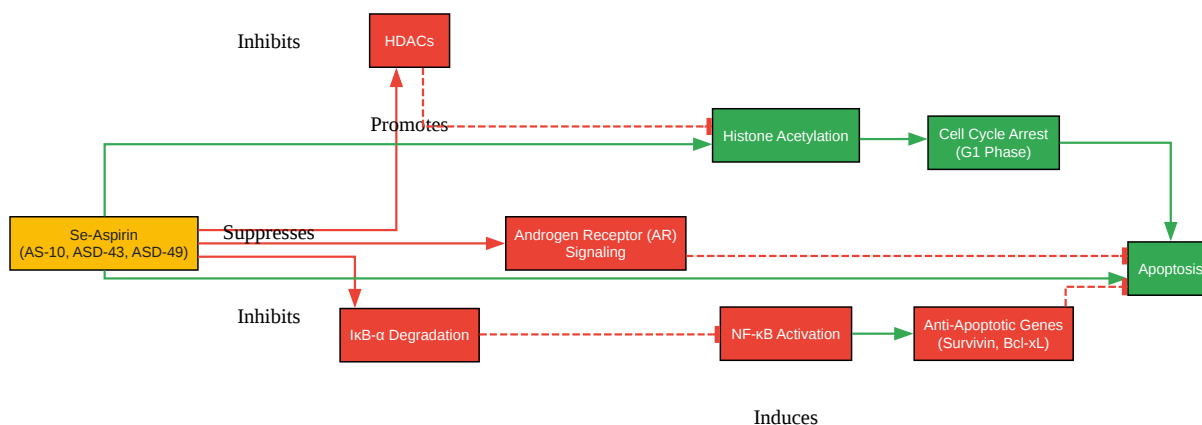 Inhibits
HDACs
Promotes
Histone Acetylation
Cell Cycle Arrest
(G1 Phase)
Se-Aspirin
(AS-10, ASD-43, ASD-49)
Suppresses
Androgen Receptor (AR)
Signaling
Apoptosis
Inhibits
IκB-α Degradation
NF-κB Activation
Anti-Apoptotic Genes
(Survivin, Bcl-xL)
Induces